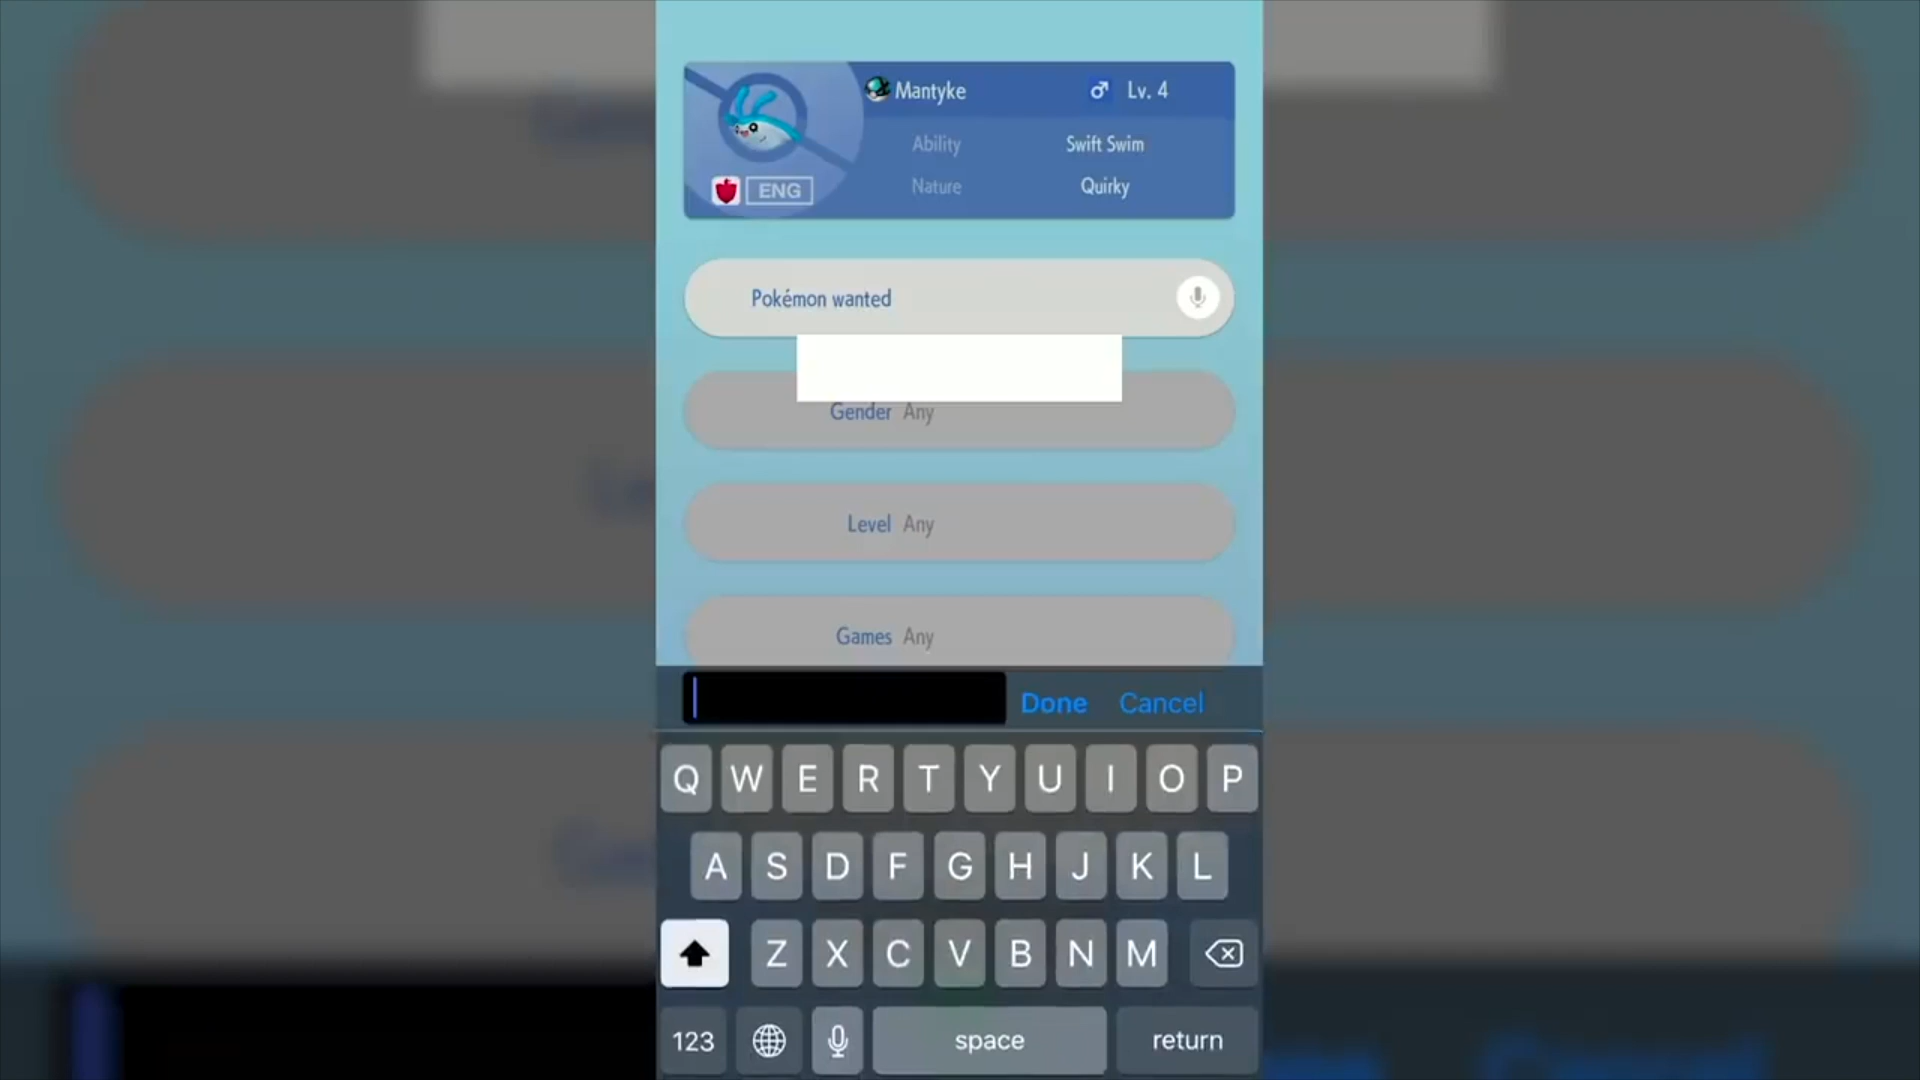 Mantyke ♂ Lv. 4
Ability Swift Swim
Nature Quirky
ENG
Pokémon wanted
Gender Any
Level Any
Games Any
Done Cancel
Q W E R T Y U I O P
A S D F G H J K L
Z X C V B N M
123 space return